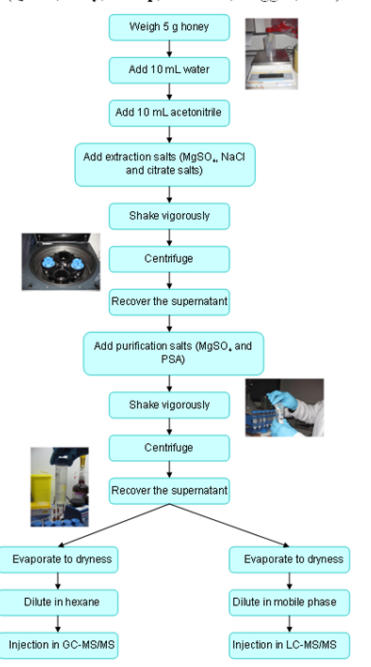 Weigh 5 g honey
Add 10 mL water
Add 10 mL acetonitrile
Add extraction salts (MgSO₄, NaCl
and citrate salts)
Shake vigorously
Centrifuge
Recover the supernatant
Add purification salts (MgSO₄ and
PSA)
Shake vigorously
Centrifuge
Recover the supernatant
Evaporate to dryness
Evaporate to dryness
Dilute in hexane
Dilute in mobile phase
Injection in GC-MS/MS
Injection in LC-MS/MS